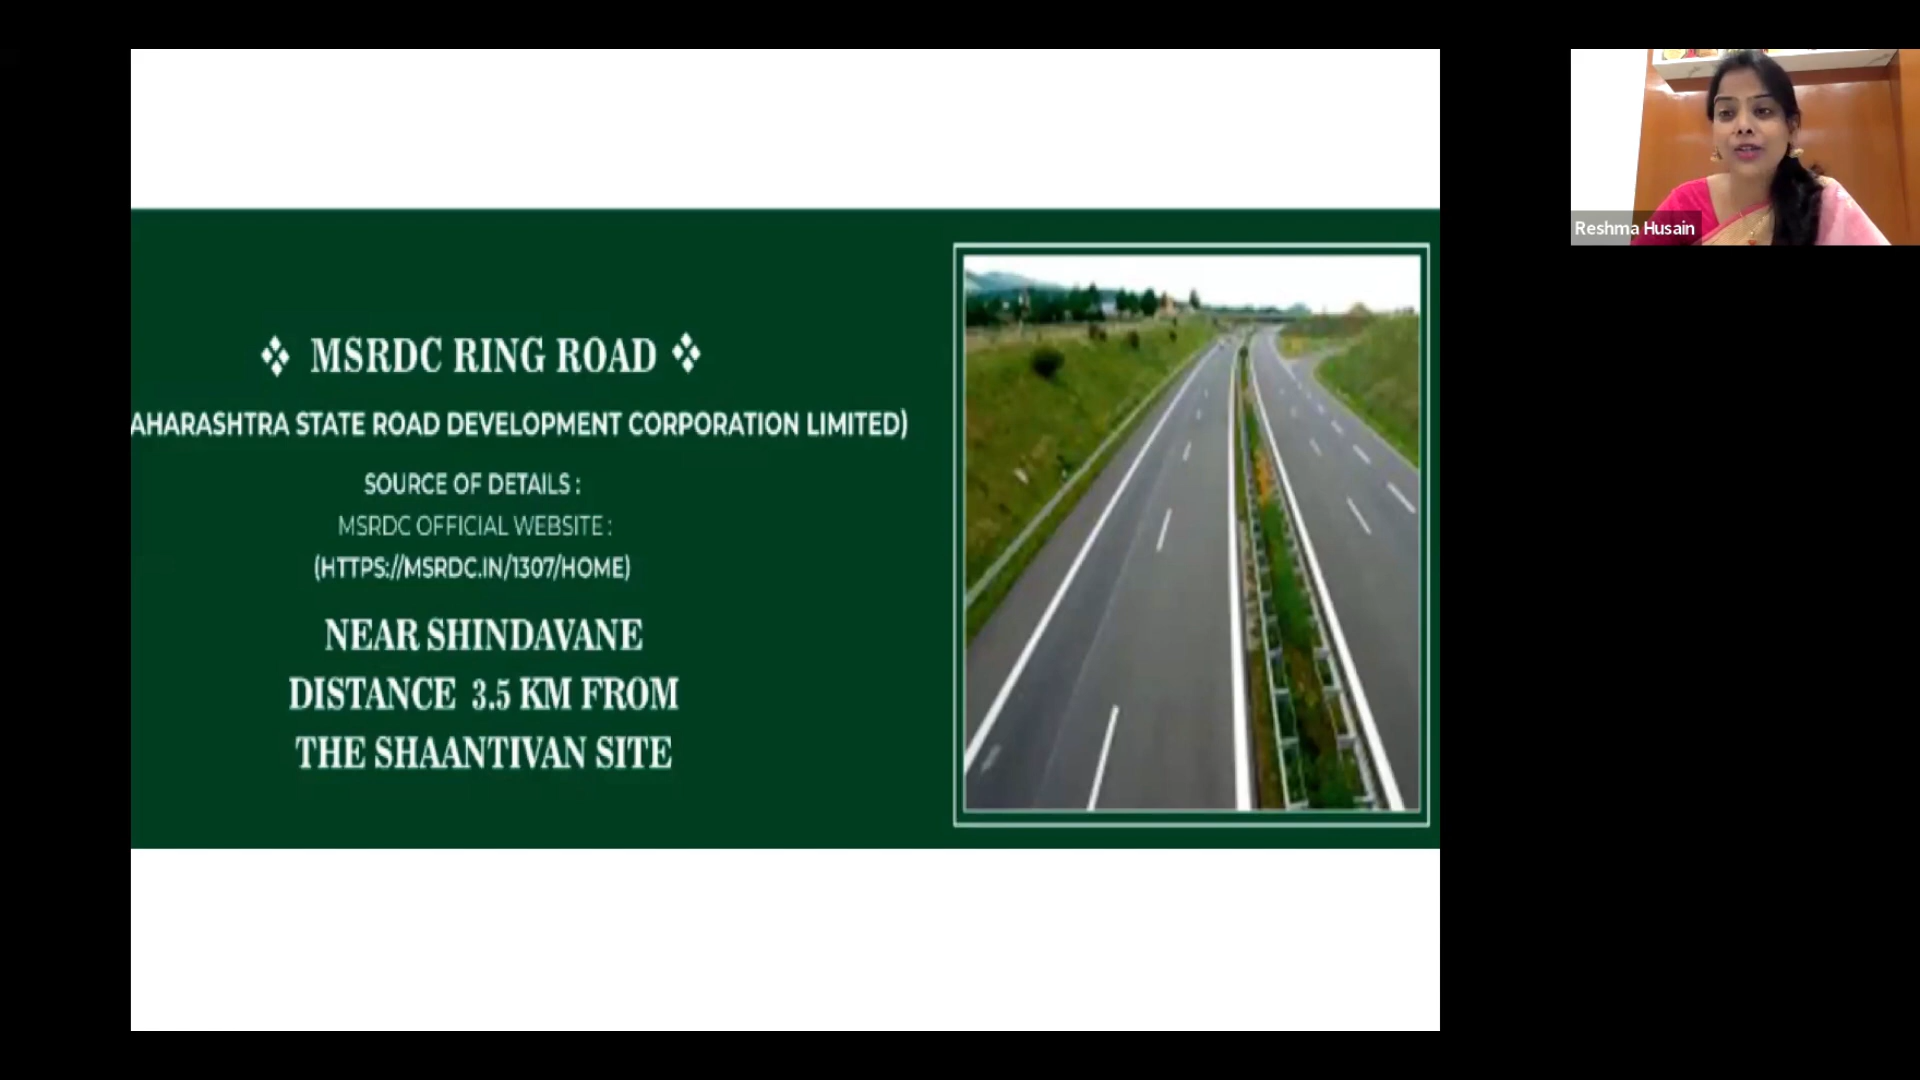 ❖ MSRDC RING ROAD ❖
AHARASHTRA STATE ROAD DEVELOPMENT CORPORATION LIMITED)
SOURCE OF DETAILS :
MSRDC OFFICIAL WEBSITE :
(HTTPS://MSRDC.IN/1307/HOME)
NEAR SHINDAVANE
DISTANCE 3.5 KM FROM
THE SHAANTIVAN SITE
Reshma Husain